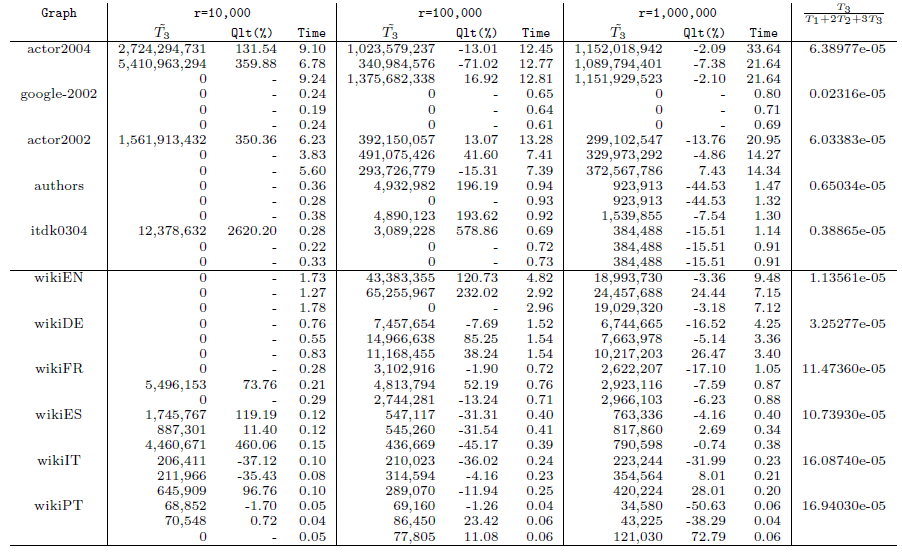 Graph r=10,000 r=100,000 r=1,000,000 T₃
T̃₃ Qlt(%) Time T̃₃ Qlt(%) Time T̃₃ Qlt(%) Time T₁+2T₂+3T₃
actor2004 2,724,294,731 131.54 9.10 1,023,579,237 -13.01 12.45 1,152,018,942 -2.09 33.64 6.38977e-05
5,410,963,294 359.88 6.78 340,984,576 -71.02 12.77 1,089,794,401 -7.38 21.64
0 - 9.24 1,375,682,338 16.92 12.81 1,151,929,523 -2.10 21.64
google-2002 0 - 0.24 0 - 0.65 0 - 0.80 0.02316e-05
0 - 0.19 0 - 0.64 0 - 0.71
0 - 0.24 0 - 0.61 0 - 0.69
actor2002 1,561,913,432 350.36 6.23 392,150,057 13.07 13.28 299,102,547 -13.76 20.95 6.03383e-05
0 - 3.83 491,075,426 41.60 7.41 329,973,292 -4.86 14.27
0 - 5.60 293,726,779 -15.31 7.39 372,567,786 7.43 14.34
authors 0 - 0.36 4,932,982 196.19 0.94 923,913 -44.53 1.47 0.65034e-05
0 - 0.28 0 - 0.93 923,913 -44.53 1.32
0 - 0.38 4,890,123 193.62 0.92 1,539,855 -7.54 1.30
itdk0304 12,378,632 2620.20 0.28 3,089,228 578.86 0.69 384,488 -15.51 1.14 0.38865e-05
0 - 0.22 0 - 0.72 384,488 -15.51 0.91
0 - 0.33 0 - 0.73 384,488 -15.51 0.91
wikiEN 0 - 1.73 43,383,355 120.73 4.82 18,993,730 -3.36 9.48 1.13561e-05
0 - 1.27 65,255,967 232.02 2.92 24,457,688 24.44 7.15
0 - 1.78 0 - 2.96 19,029,320 -3.18 7.12
wikiDE 0 - 0.76 7,457,654 -7.69 1.52 6,744,665 -16.52 4.25 3.25277e-05
0 - 0.55 14,966,638 85.25 1.54 7,663,978 -5.14 3.36
0 - 0.83 11,168,455 38.24 1.54 10,217,203 26.47 3.40
wikiFR 0 - 0.28 3,102,916 -1.90 0.72 2,622,207 -17.10 1.05 11.47360e-05
5,496,153 73.76 0.21 4,813,794 52.19 0.76 2,923,116 -7.59 0.87
0 - 0.29 2,744,281 -13.24 0.71 2,966,103 -6.23 0.88
wikiES 1,745,767 119.19 0.12 547,117 -31.31 0.40 763,336 -4.16 0.40 10.73930e-05
887,301 11.40 0.12 545,260 -31.54 0.41 817,860 2.69 0.34
4,460,671 460.06 0.15 436,669 -45.17 0.39 790,598 -0.74 0.38
wikiIT 206,411 -37.12 0.10 210,023 -36.02 0.24 223,244 -31.99 0.23 16.08740e-05
211,966 -35.43 0.08 314,594 -4.16 0.23 354,564 8.01 0.21
645,909 96.76 0.10 289,070 -11.94 0.25 420,224 28.01 0.20
wikiPT 68,852 -1.70 0.05 69,160 -1.26 0.04 34,580 -50.63 0.06 16.94030e-05
70,548 0.72 0.04 86,450 23.42 0.06 43,225 -38.29 0.04
0 - 0.05 77,805 11.08 0.06 121,030 72.79 0.06